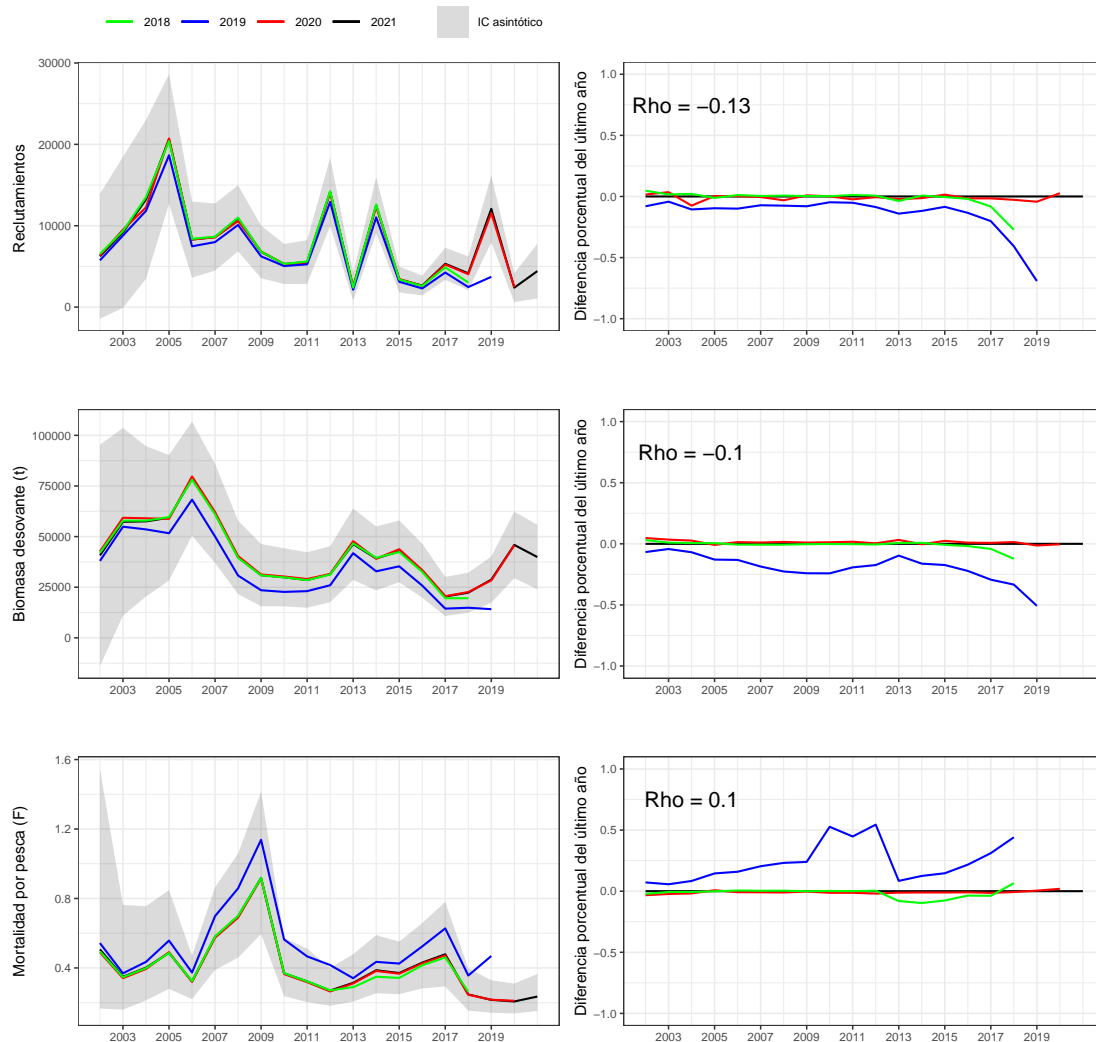 2018 2019 2020 2021 IC asintótico
Reclutamientos
30000
20000
10000
0
2003 2005 2007 2009 2011 2013 2015 2017 2019
Diferencia porcentual del último año
1.0
0.5
0.0
−0.5
−1.0
Rho = −0.13
2003 2005 2007 2009 2011 2013 2015 2017 2019
Biomasa desovante (t)
100000
75000
50000
25000
0
2003 2005 2007 2009 2011 2013 2015 2017 2019
Diferencia porcentual del último año
1.0
0.5
0.0
−0.5
−1.0
Rho = −0.1
2003 2005 2007 2009 2011 2013 2015 2017 2019
Mortalidad por pesca (F)
1.6
1.2
0.8
0.4
2003 2005 2007 2009 2011 2013 2015 2017 2019
Diferencia porcentual del último año
1.0
0.5
0.0
−0.5
−1.0
Rho = 0.1
2003 2005 2007 2009 2011 2013 2015 2017 2019